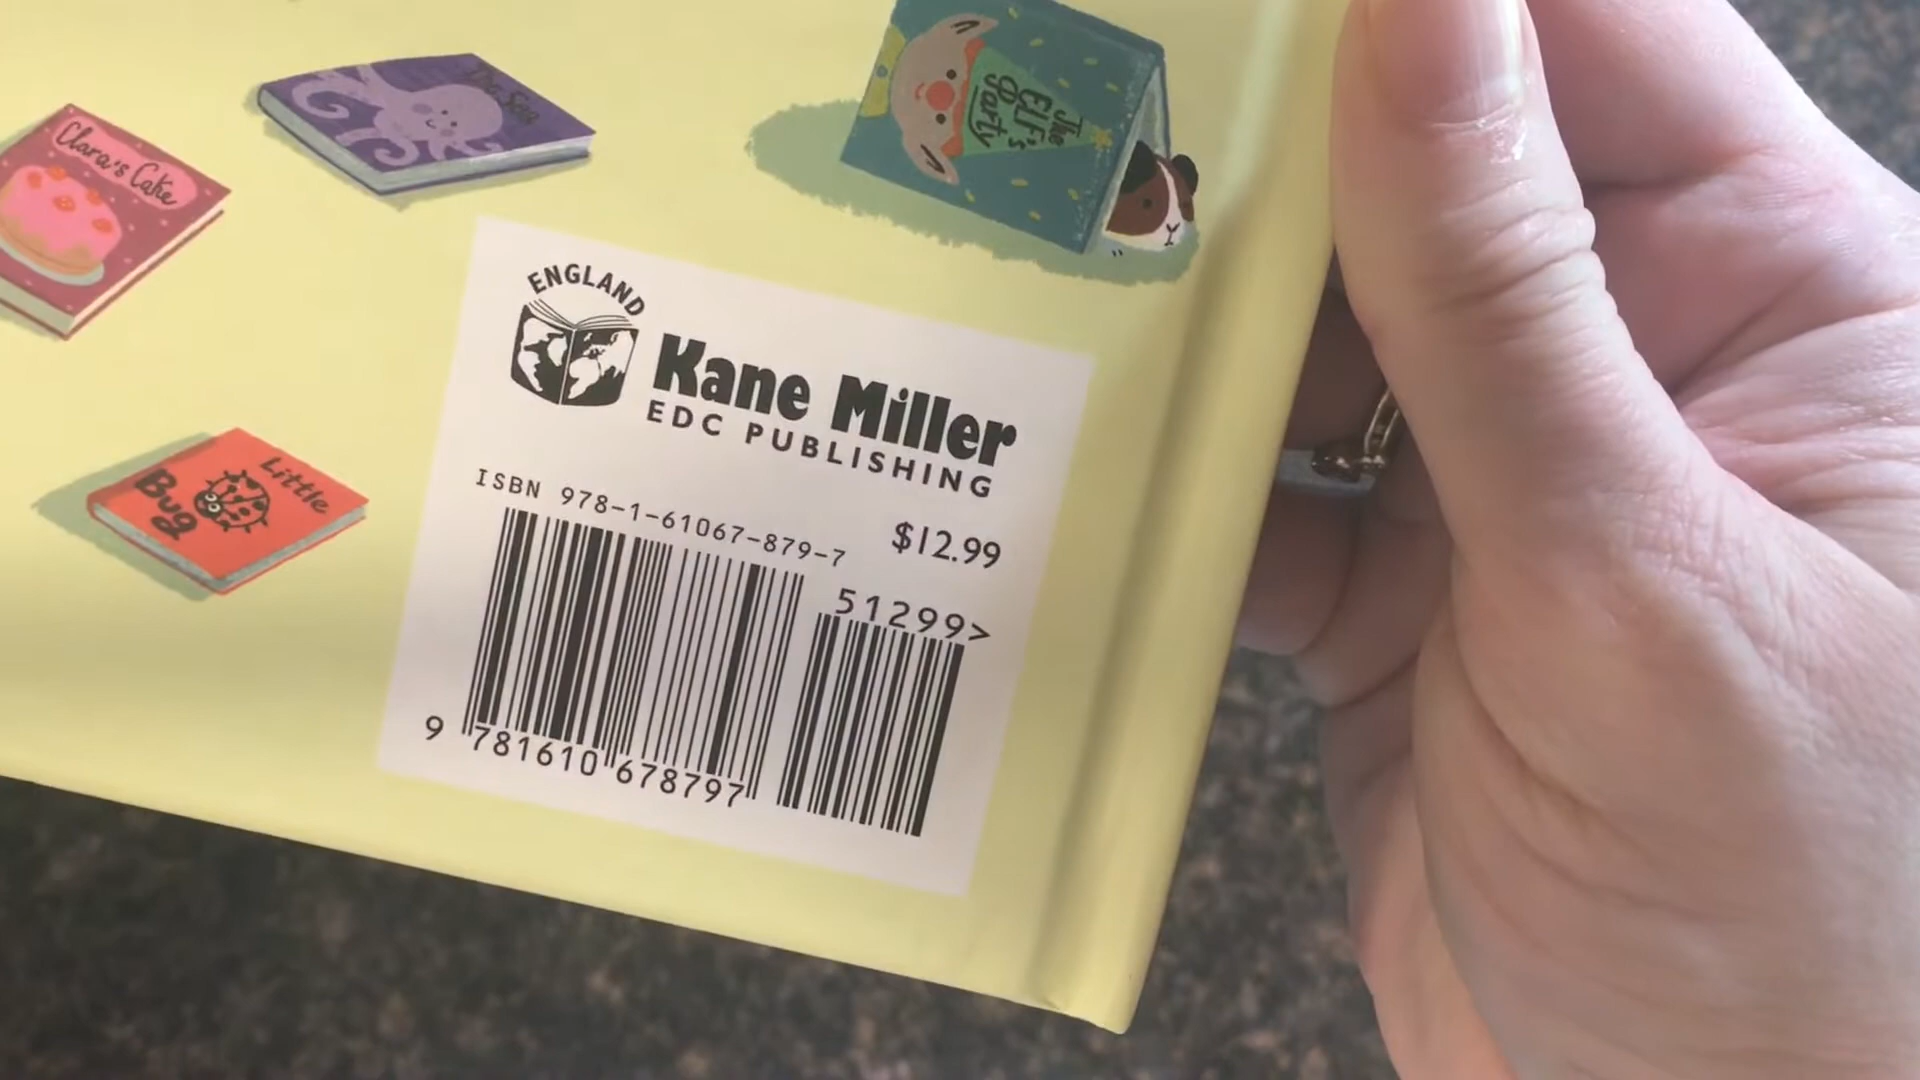 The Sea
Clara's Cake
The
Elf's
Party
Little
Bug
ENGLAND
Kane Miller
EDC PUBLISHING
ISBN 978-1-61067-879-7
$12.99
51299>
9 781610 678797